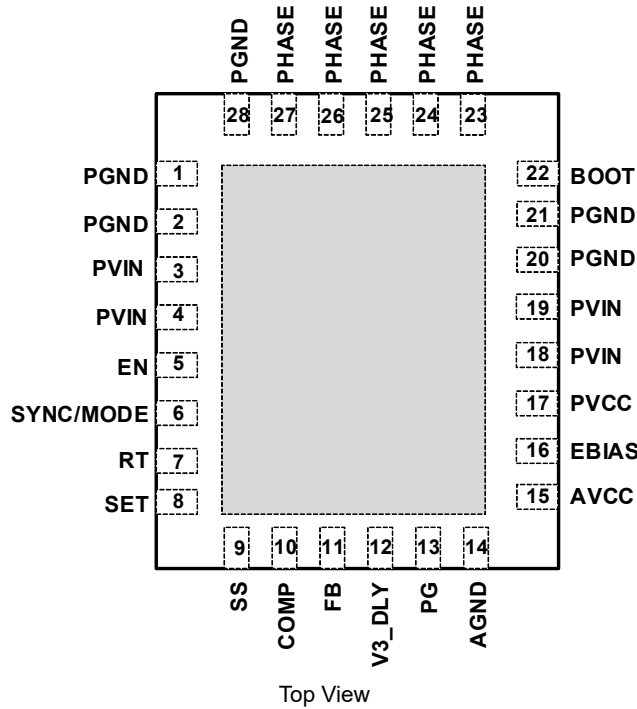 PGND
PHASE
PHASE
PHASE
PHASE
PHASE
28
27
26
25
24
23
PGND 1
PGND 2
PVIN 3
PVIN 4
EN 5
SYNC/MODE 6
RT 7
SET 8
22 BOOT
21 PGND
20 PGND
19 PVIN
18 PVIN
17 PVCC
16 EBIAS
15 AVCC
9
10
11
12
13
14
SS
COMP
FB
V3_DLY
PG
AGND
Top View